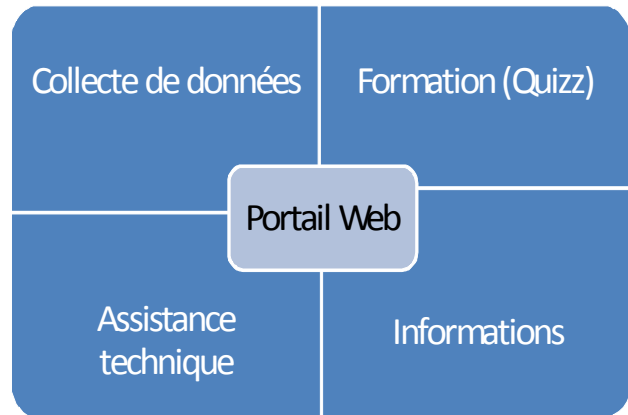 Collecte de données
Formation (Quizz)
Portail Web
Assistance
technique
Informations